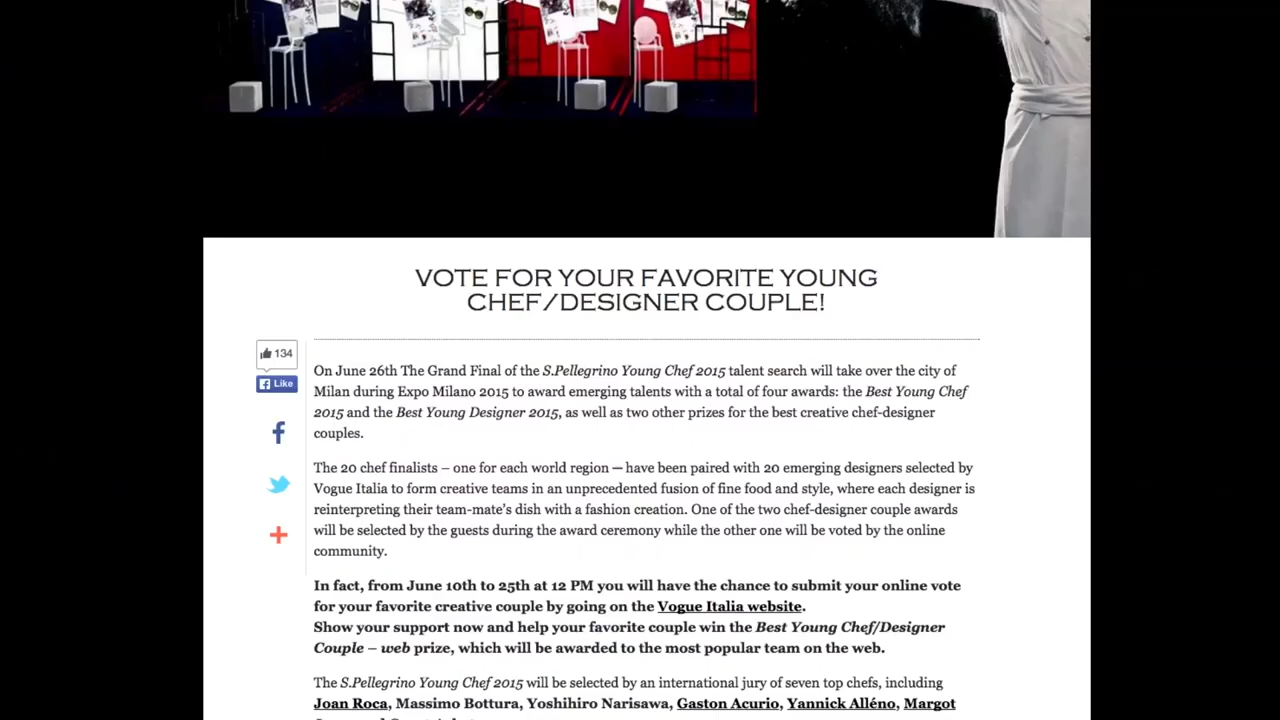 VOTE FOR YOUR FAVORITE YOUNG
CHEF/DESIGNER COUPLE!
134
Like
On June 26th The Grand Final of the S.Pellegrino Young Chef 2015 talent search will take over the city of
Milan during Expo Milano 2015 to award emerging talents with a total of four awards: the Best Young Chef
2015 and the Best Young Designer 2015, as well as two other prizes for the best creative chef-designer
couples.
The 20 chef finalists – one for each world region — have been paired with 20 emerging designers selected by
Vogue Italia to form creative teams in an unprecedented fusion of fine food and style, where each designer is
reinterpreting their team-mate's dish with a fashion creation. One of the two chef-designer couple awards
will be selected by the guests during the award ceremony while the other one will be voted by the online
community.
In fact, from June 10th to 25th at 12 PM you will have the chance to submit your online vote
for your favorite creative couple by going on the Vogue Italia website.
Show your support now and help your favorite couple win the Best Young Chef/Designer
Couple – web prize, which will be awarded to the most popular team on the web.
The S.Pellegrino Young Chef 2015 will be selected by an international jury of seven top chefs, including
Joan Roca, Massimo Bottura, Yoshihiro Narisawa, Gaston Acurio, Yannick Alléno, Margot